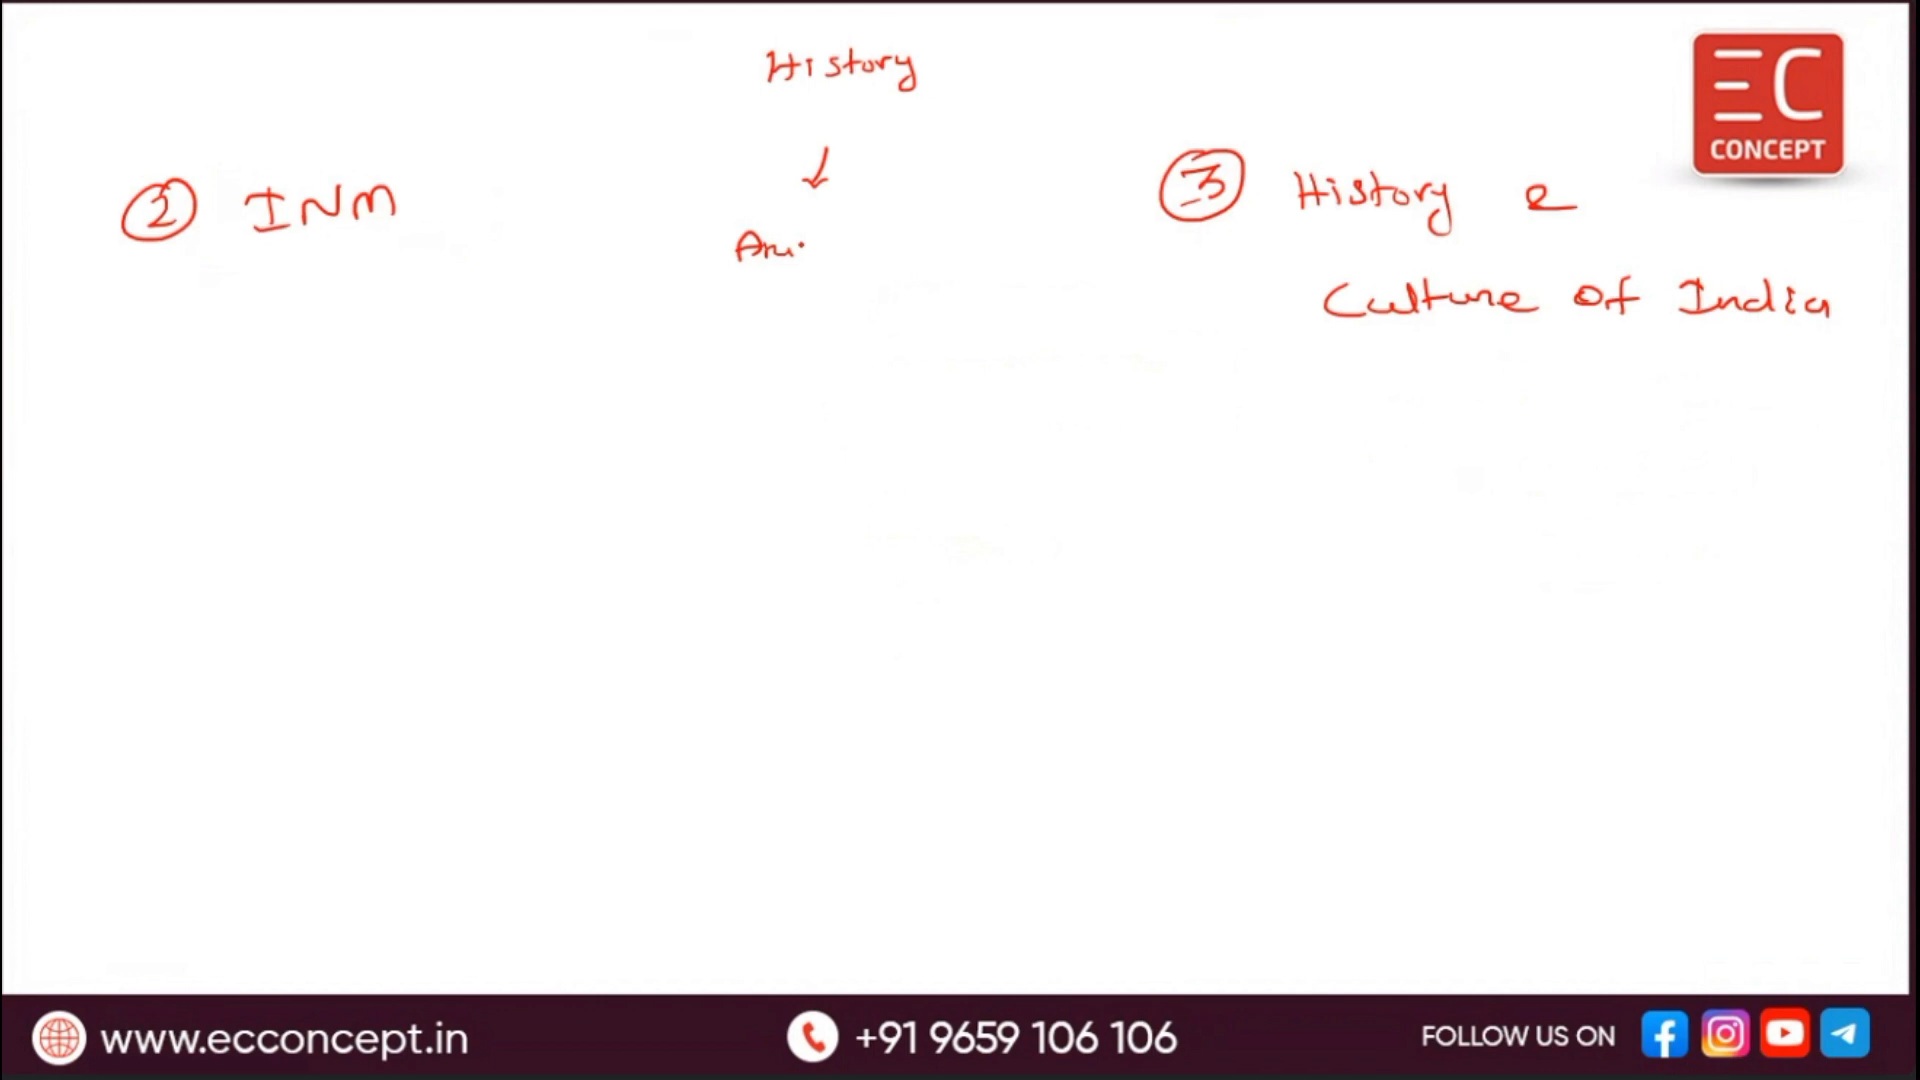 History
EC
CONCEPT
② INM
③ History &
Culture of India
www.ecconcept.in
+91 9659 106 106
FOLLOW US ON